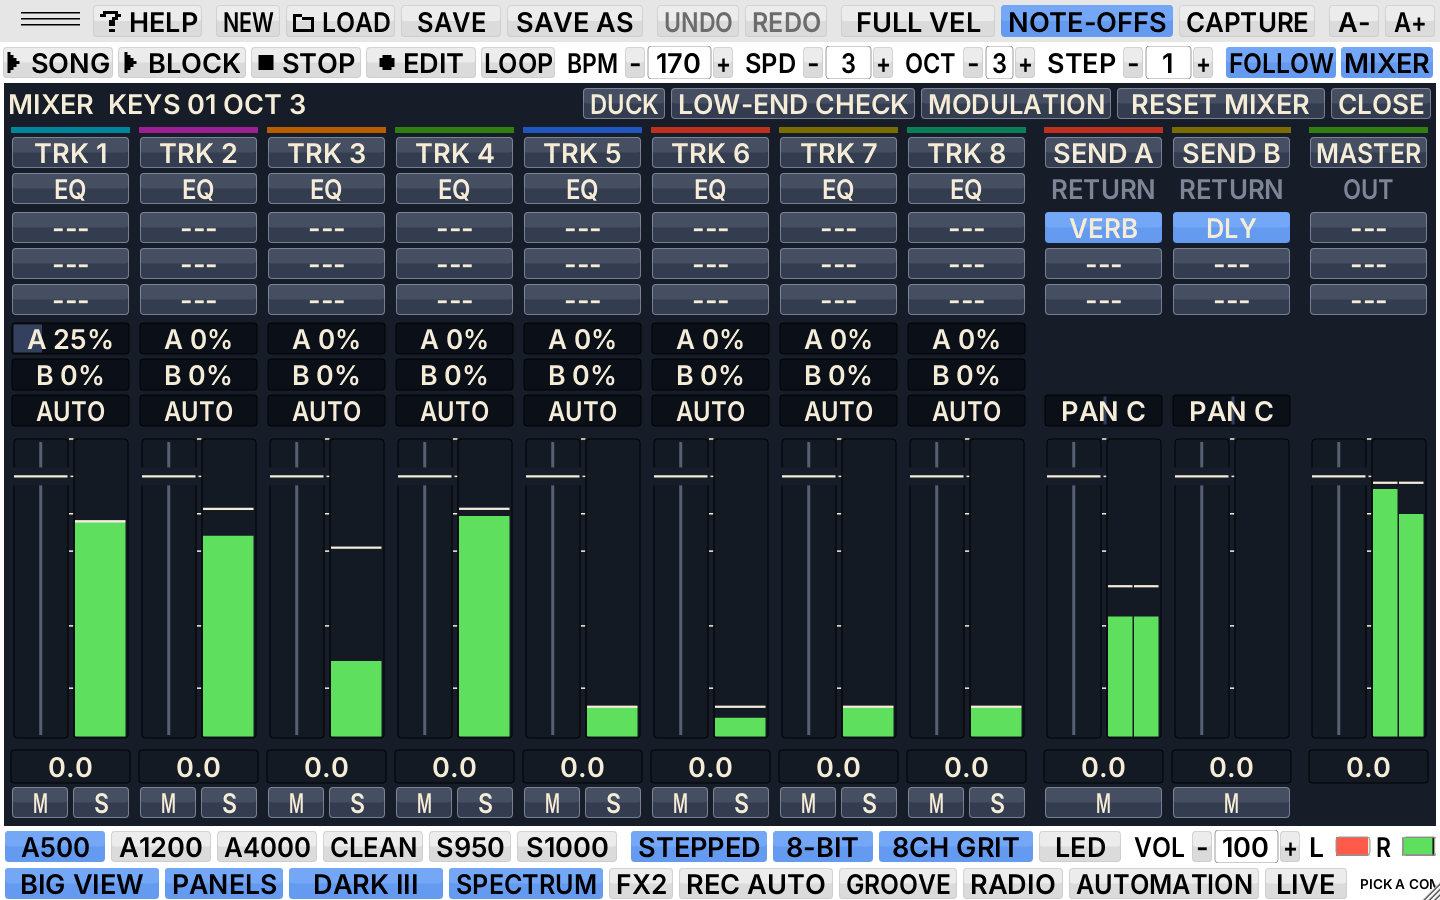 HELP NEW LOAD SAVE SAVE AS UNDO REDO FULL VEL NOTE-OFFS CAPTURE A- A+
SONG BLOCK STOP EDIT LOOP BPM - 170 + SPD - 3 + OCT - 3 + STEP - 1 + FOLLOW MIXER
MIXER KEYS 01 OCT 3 DUCK LOW-END CHECK MODULATION RESET MIXER CLOSE
TRK 1 TRK 2 TRK 3 TRK 4 TRK 5 TRK 6 TRK 7 TRK 8 SEND A SEND B MASTER
EQ EQ EQ EQ EQ EQ EQ EQ RETURN RETURN OUT
--- --- --- --- --- --- --- --- VERB DLY ---
--- --- --- --- --- --- --- --- --- --- ---
--- --- --- --- --- --- --- --- --- --- ---
A 25% A 0% A 0% A 0% A 0% A 0% A 0% A 0%
B 0% B 0% B 0% B 0% B 0% B 0% B 0% B 0%
AUTO AUTO AUTO AUTO AUTO AUTO AUTO AUTO PAN C PAN C
0.0 0.0 0.0 0.0 0.0 0.0 0.0 0.0 0.0 0.0 0.0
M S M S M S M S M S M S M S M S M M
A500 A1200 A4000 CLEAN S950 S1000 STEPPED 8-BIT 8CH GRIT LED VOL - 100 + L R
BIG VIEW PANELS DARK III SPECTRUM FX2 REC AUTO GROOVE RADIO AUTOMATION LIVE PICK A